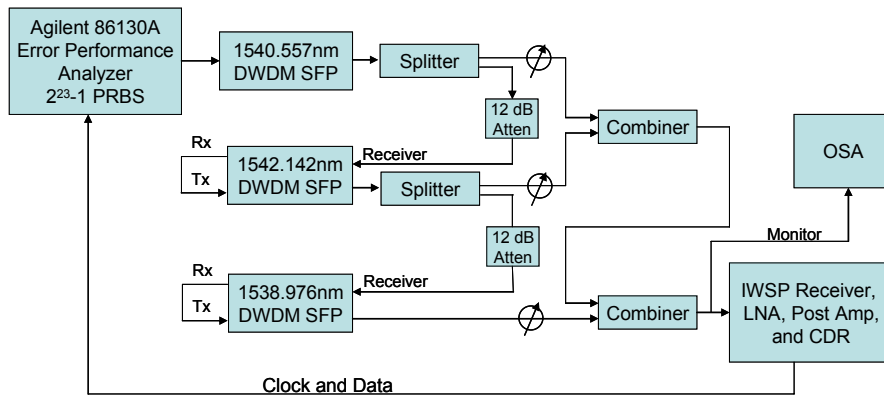 Agilent 86130A
Error Performance
Analyzer
2²³-1 PRBS
1540.557nm
DWDM SFP
Splitter
12 dB
Atten
Combiner
OSA
Rx
Tx
Receiver
1542.142nm
DWDM SFP
Splitter
12 dB
Atten
Monitor
Rx
Tx
Receiver
1538.976nm
DWDM SFP
Combiner
IWSP Receiver,
LNA, Post Amp,
and CDR
Clock and Data